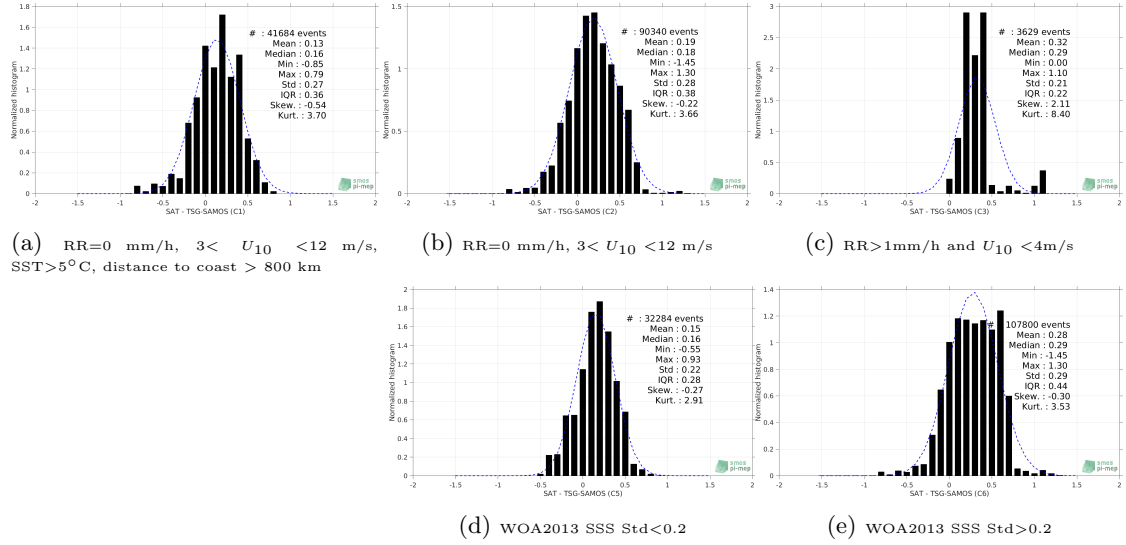 1.8
1.6
1.4
1.2
1
0.8
0.6
0.4
0.2
0
Normalized histogram
# : 41684 events
Mean : 0.13
Median : 0.16
Min : -0.85
Max : 0.79
Std : 0.27
IQR : 0.36
Skew. : -0.54
Kurt. : 3.70
smos
pi-mep
-2 -1.5 -1 -0.5 0 0.5 1 1.5 2
SAT - TSG-SAMOS (C1)
(a) RR=0 mm/h, 3< U10 <12 m/s,
SST>5°C, distance to coast > 800 km
1.5
1
0.5
0
Normalized histogram
# : 90340 events
Mean : 0.19
Median : 0.18
Min : -1.45
Max : 1.30
Std : 0.28
IQR : 0.38
Skew. : -0.22
Kurt. : 3.66
smos
pi-mep
-2 -1.5 -1 -0.5 0 0.5 1 1.5 2
SAT - TSG-SAMOS (C2)
(b) RR=0 mm/h, 3< U10 <12 m/s
3
2.5
2
1.5
1
0.5
0
Normalized histogram
# : 3629 events
Mean : 0.32
Median : 0.29
Min : 0.00
Max : 1.10
Std : 0.21
IQR : 0.22
Skew. : 2.11
Kurt. : 8.40
smos
pi-mep
-2 -1.5 -1 -0.5 0 0.5 1 1.5 2
SAT - TSG-SAMOS (C3)
(c) RR>1mm/h and U10 <4m/s
2
1.8
1.6
1.4
1.2
1
0.8
0.6
0.4
0.2
0
Normalized histogram
# : 32284 events
Mean : 0.15
Median : 0.16
Min : -0.55
Max : 0.93
Std : 0.22
IQR : 0.28
Skew. : -0.27
Kurt. : 2.91
smos
pi-mep
-2 -1.5 -1 -0.5 0 0.5 1 1.5 2
SAT - TSG-SAMOS (C5)
(d) WOA2013 SSS Std<0.2
1.4
1.2
1
0.8
0.6
0.4
0.2
0
Normalized histogram
# 107800 events
Mean : 0.28
Median : 0.29
Min : -1.45
Max : 1.30
Std : 0.29
IQR : 0.44
Skew. : -0.30
Kurt. : 3.53
smos
pi-mep
-2 -1.5 -1 -0.5 0 0.5 1 1.5 2
SAT - TSG-SAMOS (C6)
(e) WOA2013 SSS Std>0.2